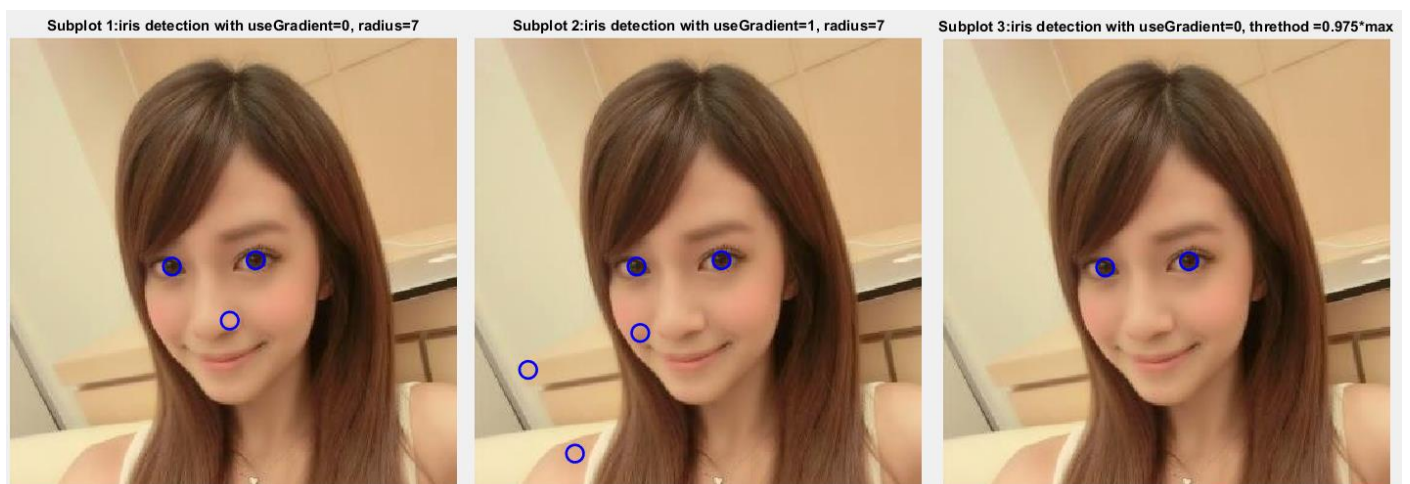 Subplot 1:iris detection with useGradient=0, radius=7
Subplot 2:iris detection with useGradient=1, radius=7
Subplot 3:iris detection with useGradient=0, threthod =0.975*max